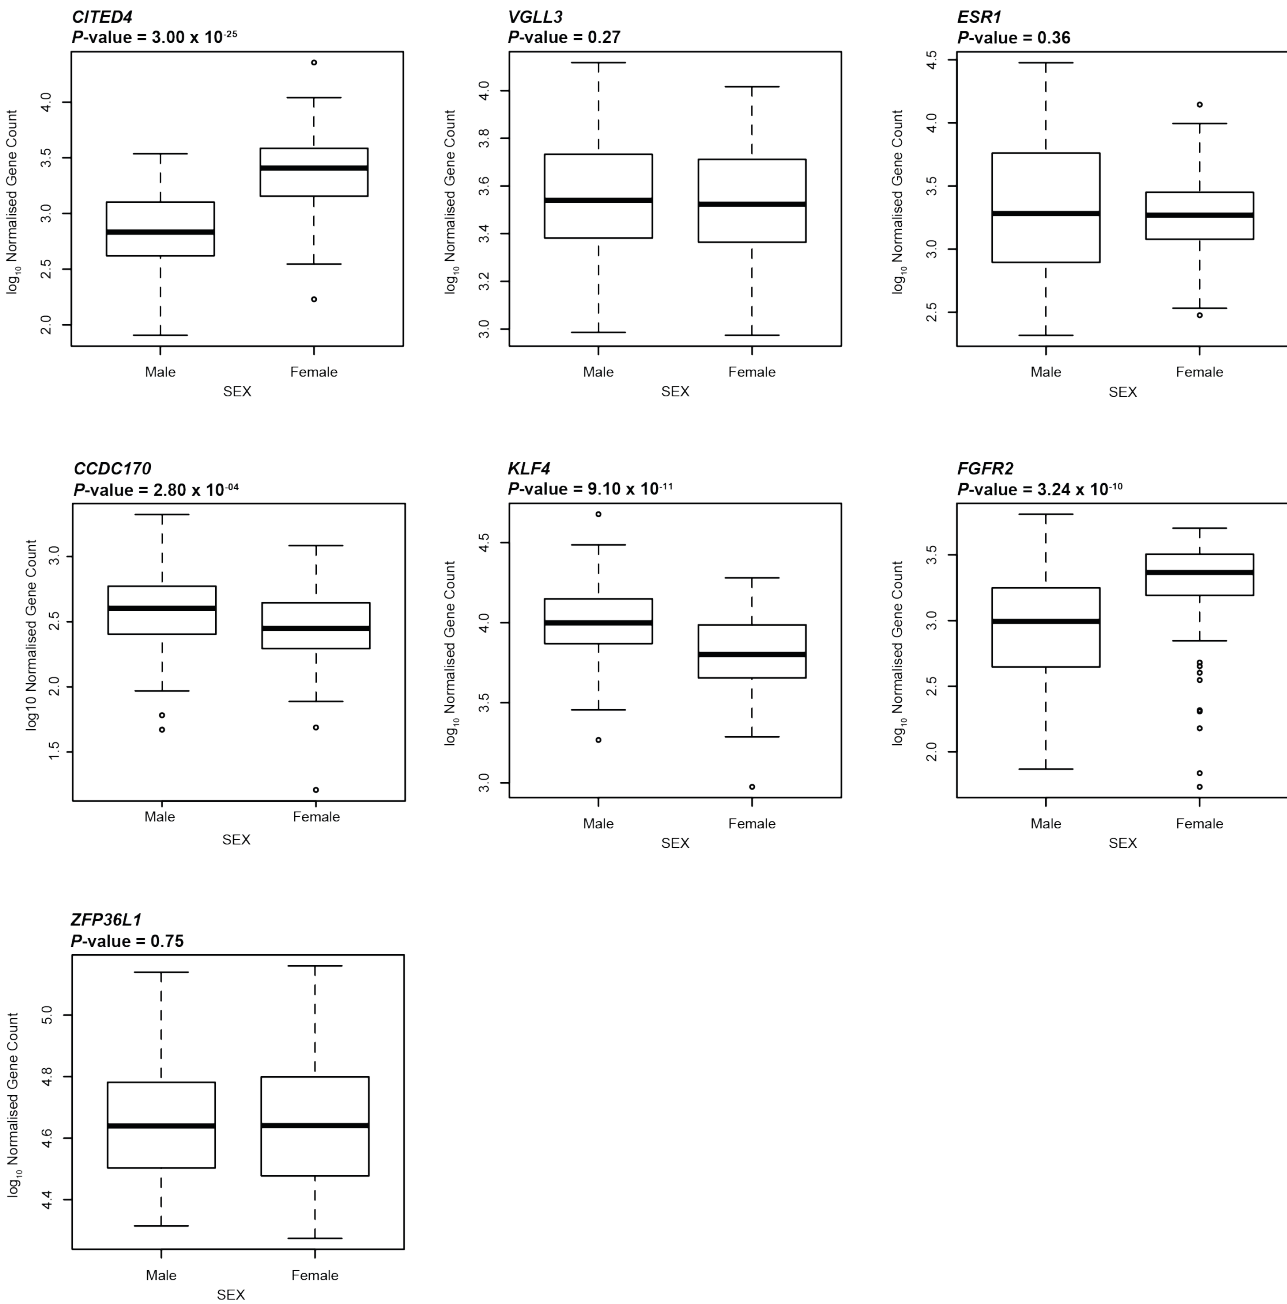 CITED4
P-value = 3.00 x 10-25
log10 Normalised Gene Count
4.0
3.5
3.0
2.5
2.0
Male
Female
SEX
VGLL3
P-value = 0.27
log10 Normalised Gene Count
4.0
3.8
3.6
3.4
3.2
3.0
Male
Female
SEX
ESR1
P-value = 0.36
log10 Normalised Gene Count
4.5
4.0
3.5
3.0
2.5
Male
Female
SEX
CCDC170
P-value = 2.80 x 10-04
log10 Normalised Gene Count
3.0
2.5
2.0
1.5
Male
Female
SEX
KLF4
P-value = 9.10 x 10-11
log10 Normalised Gene Count
4.5
4.0
3.5
3.0
Male
Female
SEX
FGFR2
P-value = 3.24 x 10-10
log10 Normalised Gene Count
3.5
3.0
2.5
2.0
Male
Female
SEX
ZFP36L1
P-value = 0.75
log10 Normalised Gene Count
5.0
4.8
4.6
4.4
Male
Female
SEX